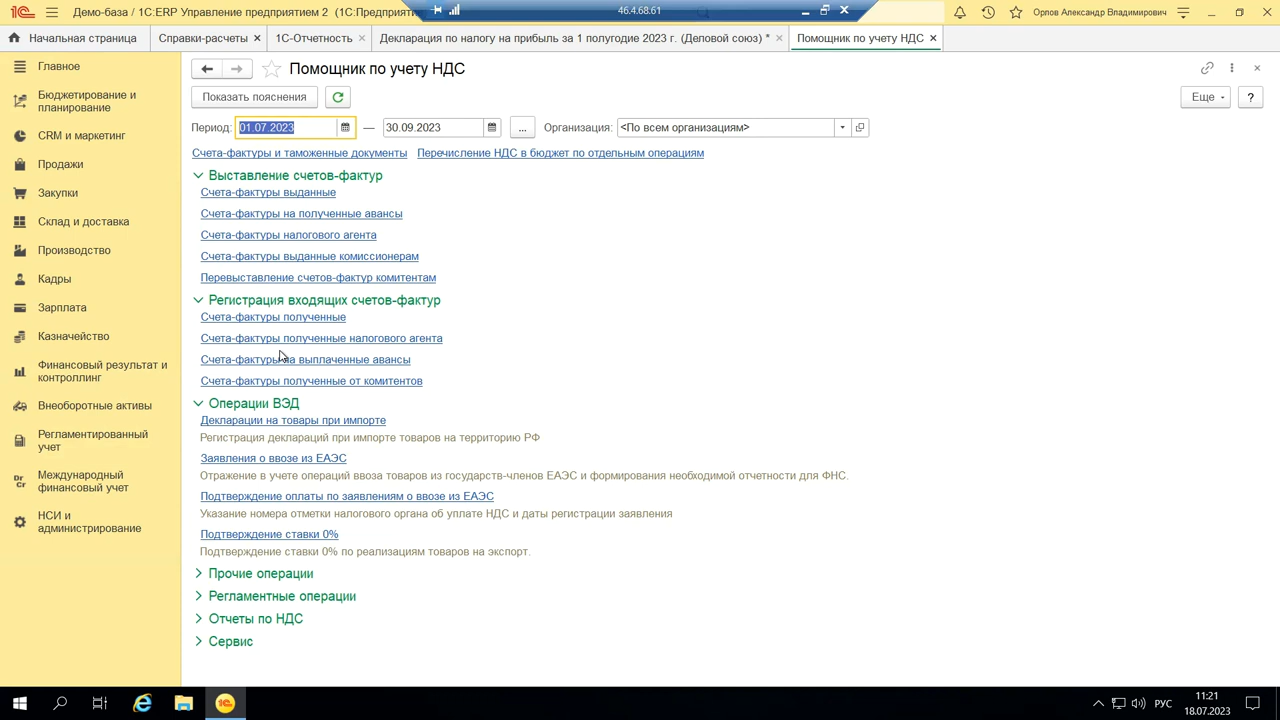 Демо-база / 1С:ERP Управление предприятием 2 (1С:Предприяти
46.4.68.61
Орлов Александр Владимирович
Начальная страница
Справки-расчеты
1С-Отчетность
Декларация по налогу на прибыль за 1 полугодие 2023 г. (Деловой союз) *
Помощник по учету НДС
Главное
Бюджетирование и
планирование
CRM и маркетинг
Продажи
Закупки
Склад и доставка
Производство
Кадры
Зарплата
Казначейство
Финансовый результат и
контроллинг
Внеоборотные активы
Регламентированный
учет
Международный
финансовый учет
НСИ и
администрирование
Помощник по учету НДС
Показать пояснения
Еще
?
Период: 01.07.2023 — 30.09.2023 ... Организация: <По всем организациям>
Счета-фактуры и таможенные документы Перечисление НДС в бюджет по отдельным операциям
Выставление счетов-фактур
Счета-фактуры выданные
Счета-фактуры на полученные авансы
Счета-фактуры налогового агента
Счета-фактуры выданные комиссионерам
Перевыставление счетов-фактур комитентам
Регистрация входящих счетов-фактур
Счета-фактуры полученные
Счета-фактуры полученные налогового агента
Счета-фактуры на выплаченные авансы
Счета-фактуры полученные от комитентов
Операции ВЭД
Декларации на товары при импорте
Регистрация деклараций при импорте товаров на территорию РФ
Заявления о ввозе из ЕАЭС
Отражение в учете операций ввоза товаров из государств-членов ЕАЭС и формирования необходимой отчетности для ФНС.
Подтверждение оплаты по заявлениям о ввозе из ЕАЭС
Указание номера отметки налогового органа об уплате НДС и даты регистрации заявления
Подтверждение ставки 0%
Подтверждение ставки 0% по реализациям товаров на экспорт.
Прочие операции
Регламентные операции
Отчеты по НДС
Сервис
РУС
11:21
18.07.2023